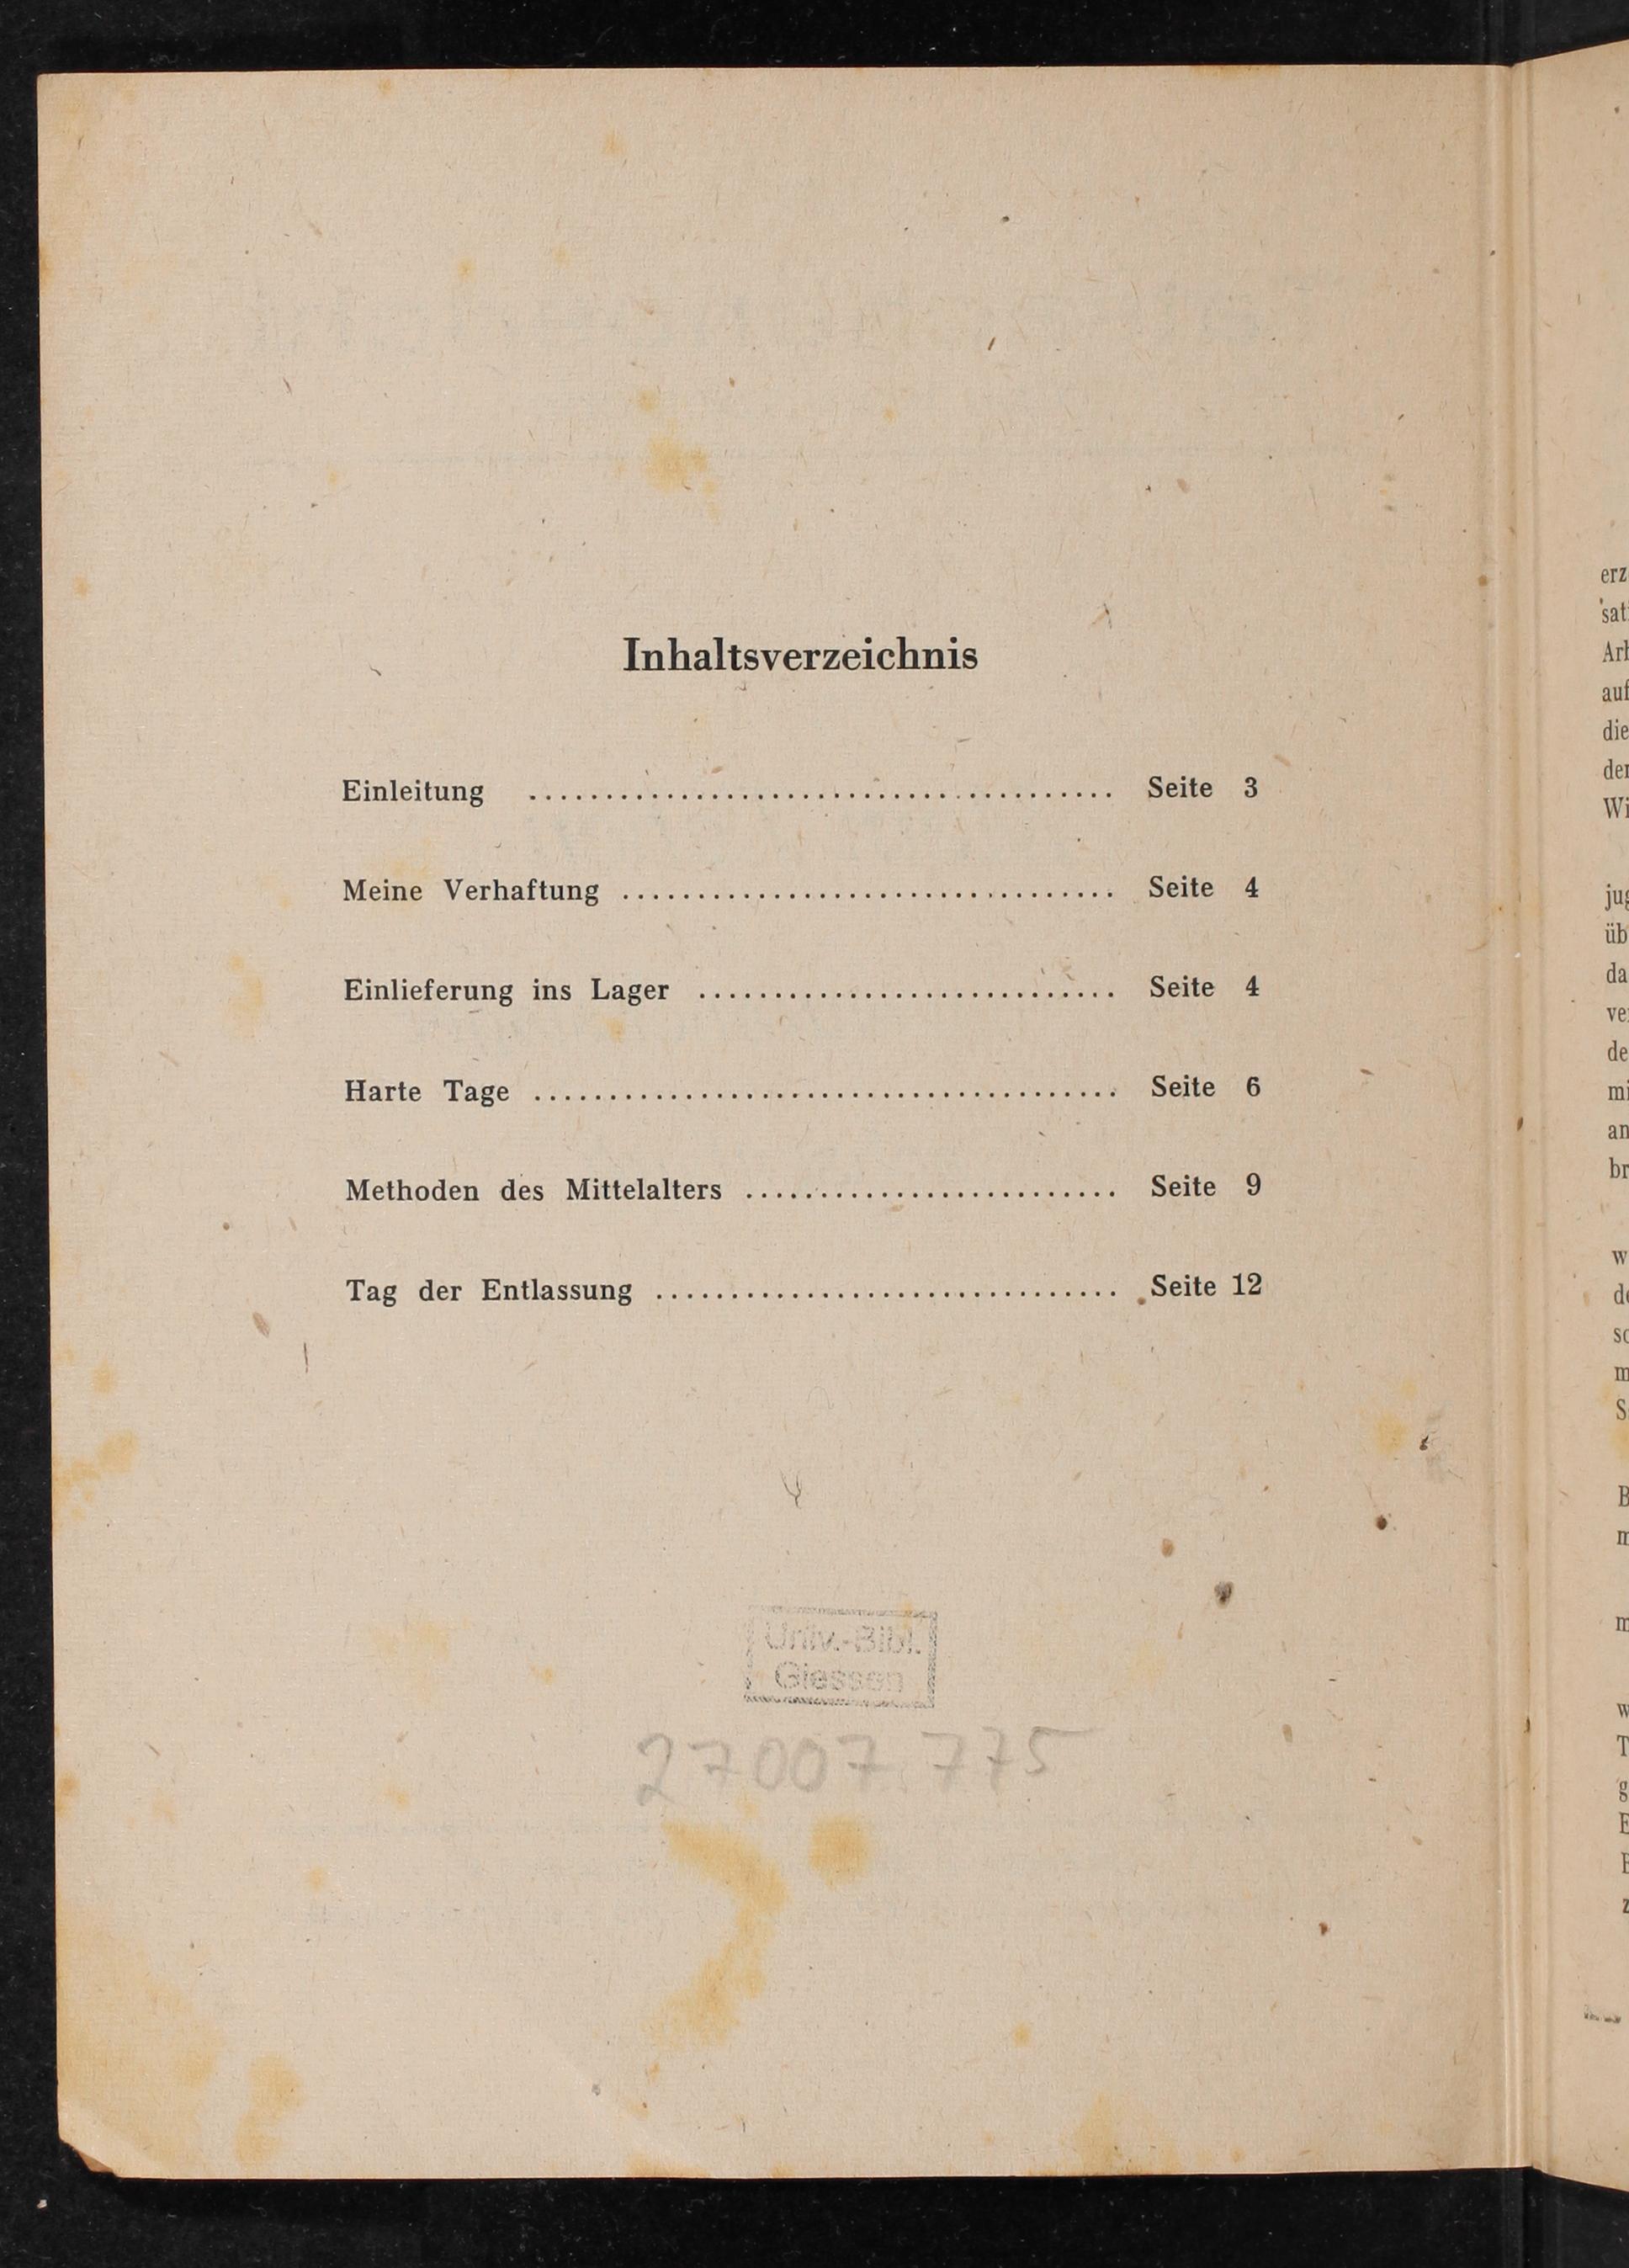 Inhaltsverzeichnis
Einleitung ....................................... Seite 3
Meine Verhaftung ................................. Seite 4
Einlieferung ins Lager ............................ Seite 4
Harte Tage ....................................... Seite 6
Methoden des Mittelalters ......................... Seite 9
Tag der Entlassung ............................... Seite 12
Univ.-Bibl.
Giessen
27007 775